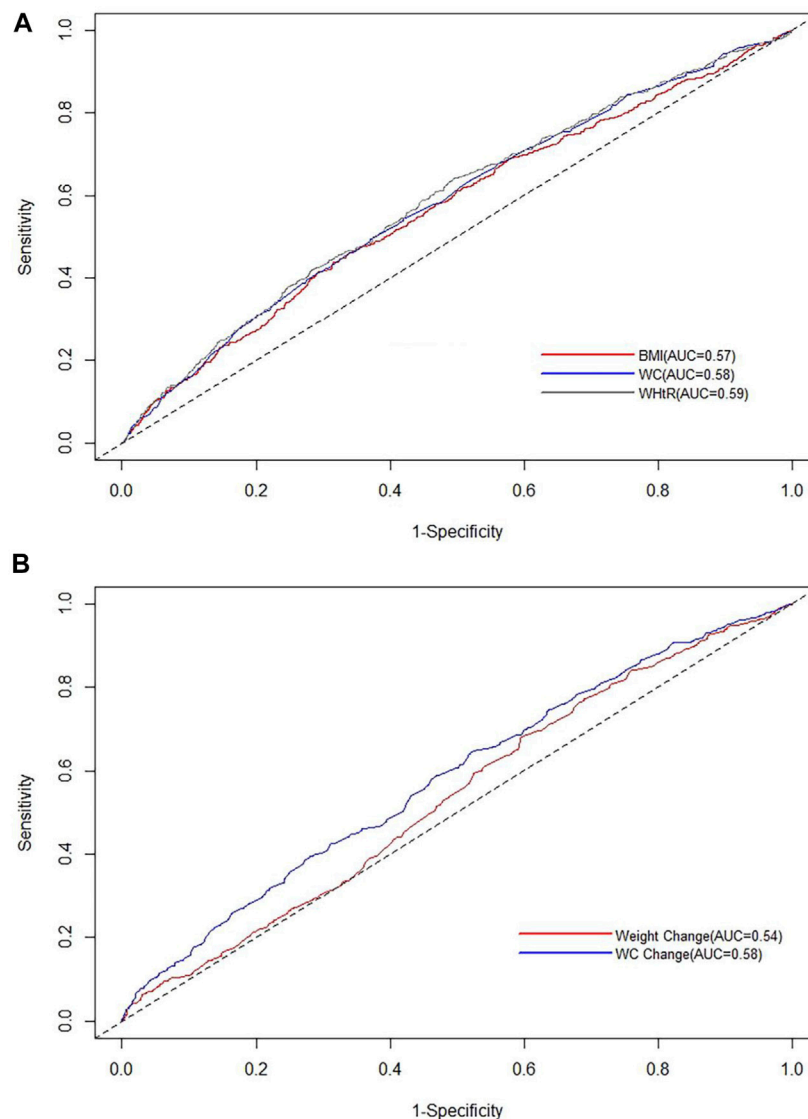 A
Sensitivity
0.0 0.2 0.4 0.6 0.8 1.0
BMI(AUC=0.57)
WC(AUC=0.58)
WHtR(AUC=0.59)
0.0 0.2 0.4 0.6 0.8 1.0
1-Specificity
B
Sensitivity
0.0 0.2 0.4 0.6 0.8 1.0
Weight Change(AUC=0.54)
WC Change(AUC=0.58)
0.0 0.2 0.4 0.6 0.8 1.0
1-Specificity